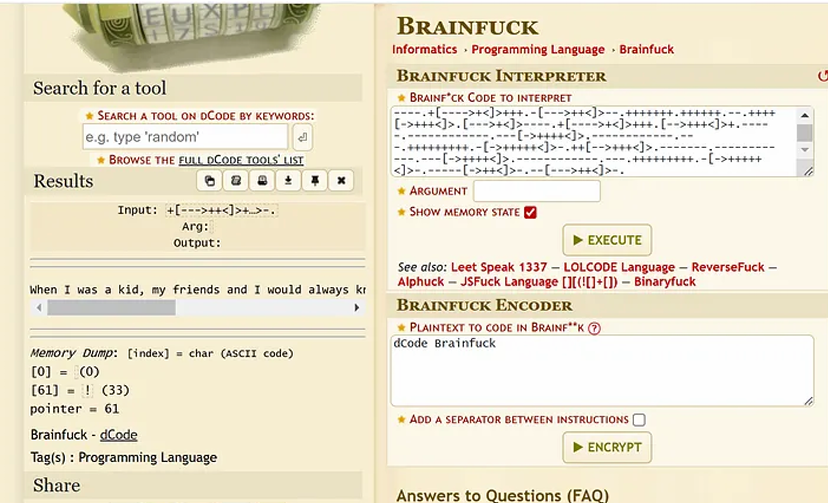 EUXPL
Search for a tool
SEARCH A TOOL ON DCODE BY KEYWORDS:
e.g. type 'random'
BROWSE THE FULL DCODE TOOLS' LIST
Results
Input: +[--->++<]>+…>-.
Arg:
Output:
When I was a kid, my friends and I would always kr
Memory Dump: [index] = char (ASCII code)
[0] = (0)
[61] = ! (33)
pointer = 61
Brainfuck - dCode
Tag(s) : Programming Language
Share
BRAINFUCK
Informatics › Programming Language › Brainfuck
BRAINFUCK INTERPRETER
BRAINF*CK CODE TO INTERPRET
ARGUMENT
SHOW MEMORY STATE
EXECUTE
See also: Leet Speak 1337 — LOLCODE Language — ReverseFuck —
Alphuck — JSFuck Language [][(![]+[]) — Binaryfuck
BRAINFUCK ENCODER
PLAINTEXT TO CODE IN BRAINF**K ?
dCode Brainfuck
ADD A SEPARATOR BETWEEN INSTRUCTIONS
ENCRYPT
Answers to Questions (FAQ)